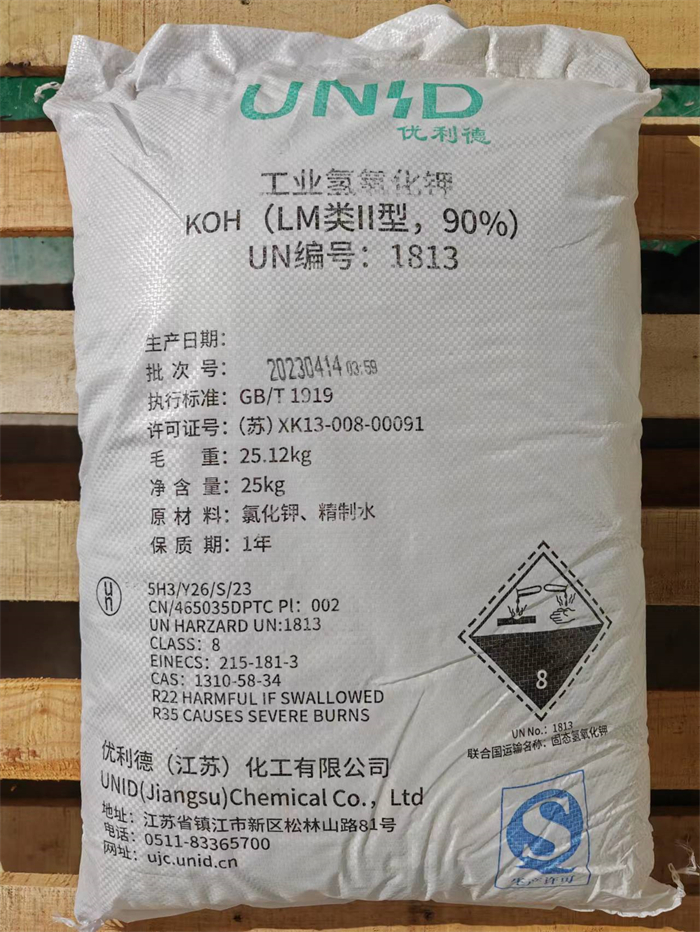 UNID
优利德
工业氢氧化钾
KOH（LM类II型，90%）
UN编号：1813
生产日期：
批次号： 20230414 03:59
执行标准：GB/T 1919
许可证号：（苏）XK13-008-00091
毛 重：25.12kg
净含量：25kg
原材料：氯化钾、精制水
保质期：1年
un
5H3/Y26/S/23
CN/465035DPTC Pl：002
UN HARZARD UN:1813
CLASS：8
EINECS：215-181-3
CAS：1310-58-34
R22 HARMFUL IF SWALLOWED
R35 CAUSES SEVERE BURNS
8
UN No.：1813
联合国运输名称：固态氢氧化钾
优利德（江苏）化工有限公司
UNID(Jiangsu)Chemical Co.，Ltd
地址：江苏省镇江市新区松林山路81号
电话：0511-83365700
网址：ujc.unid.cn
生产许可